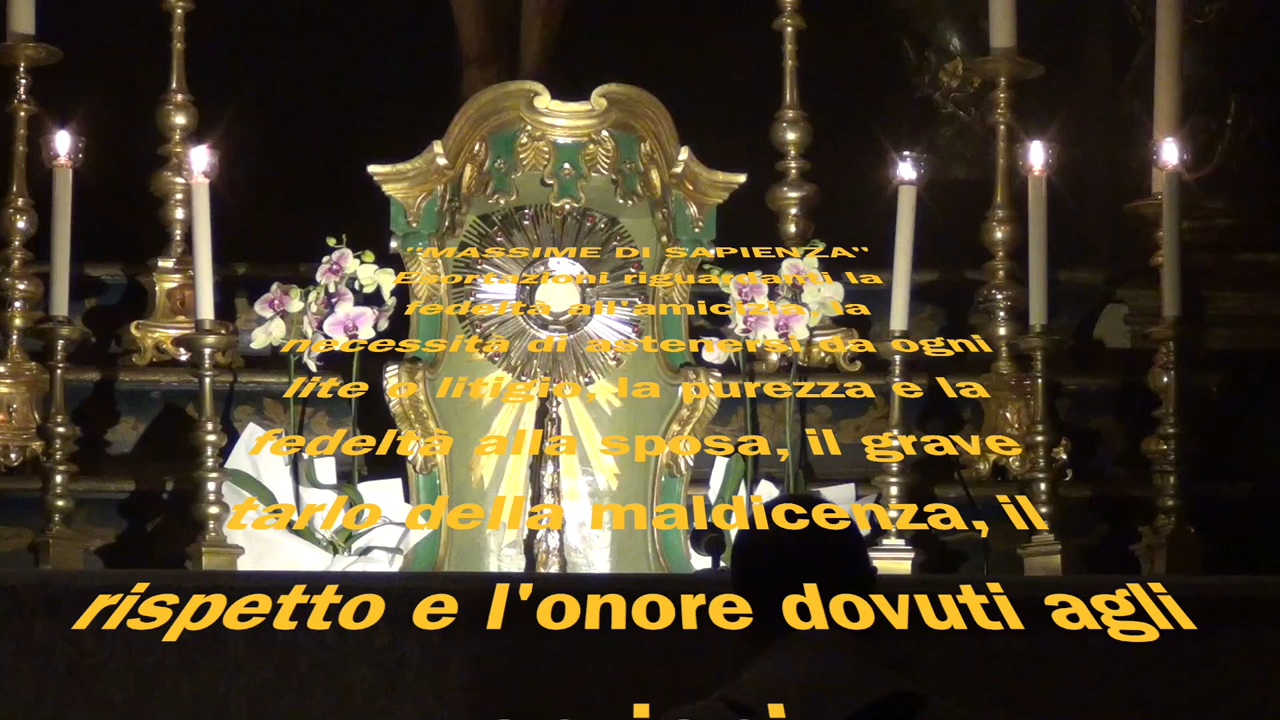 "MASSIME DI SAPIENZA"
Esortazioni riguardanti la
fedeltà all'amicizia, la
necessità di astenersi da ogni
lite o litigio, la purezza e la
fedeltà alla sposa, il grave
tarlo della maldicenza, il
rispetto e l'onore dovuti agli